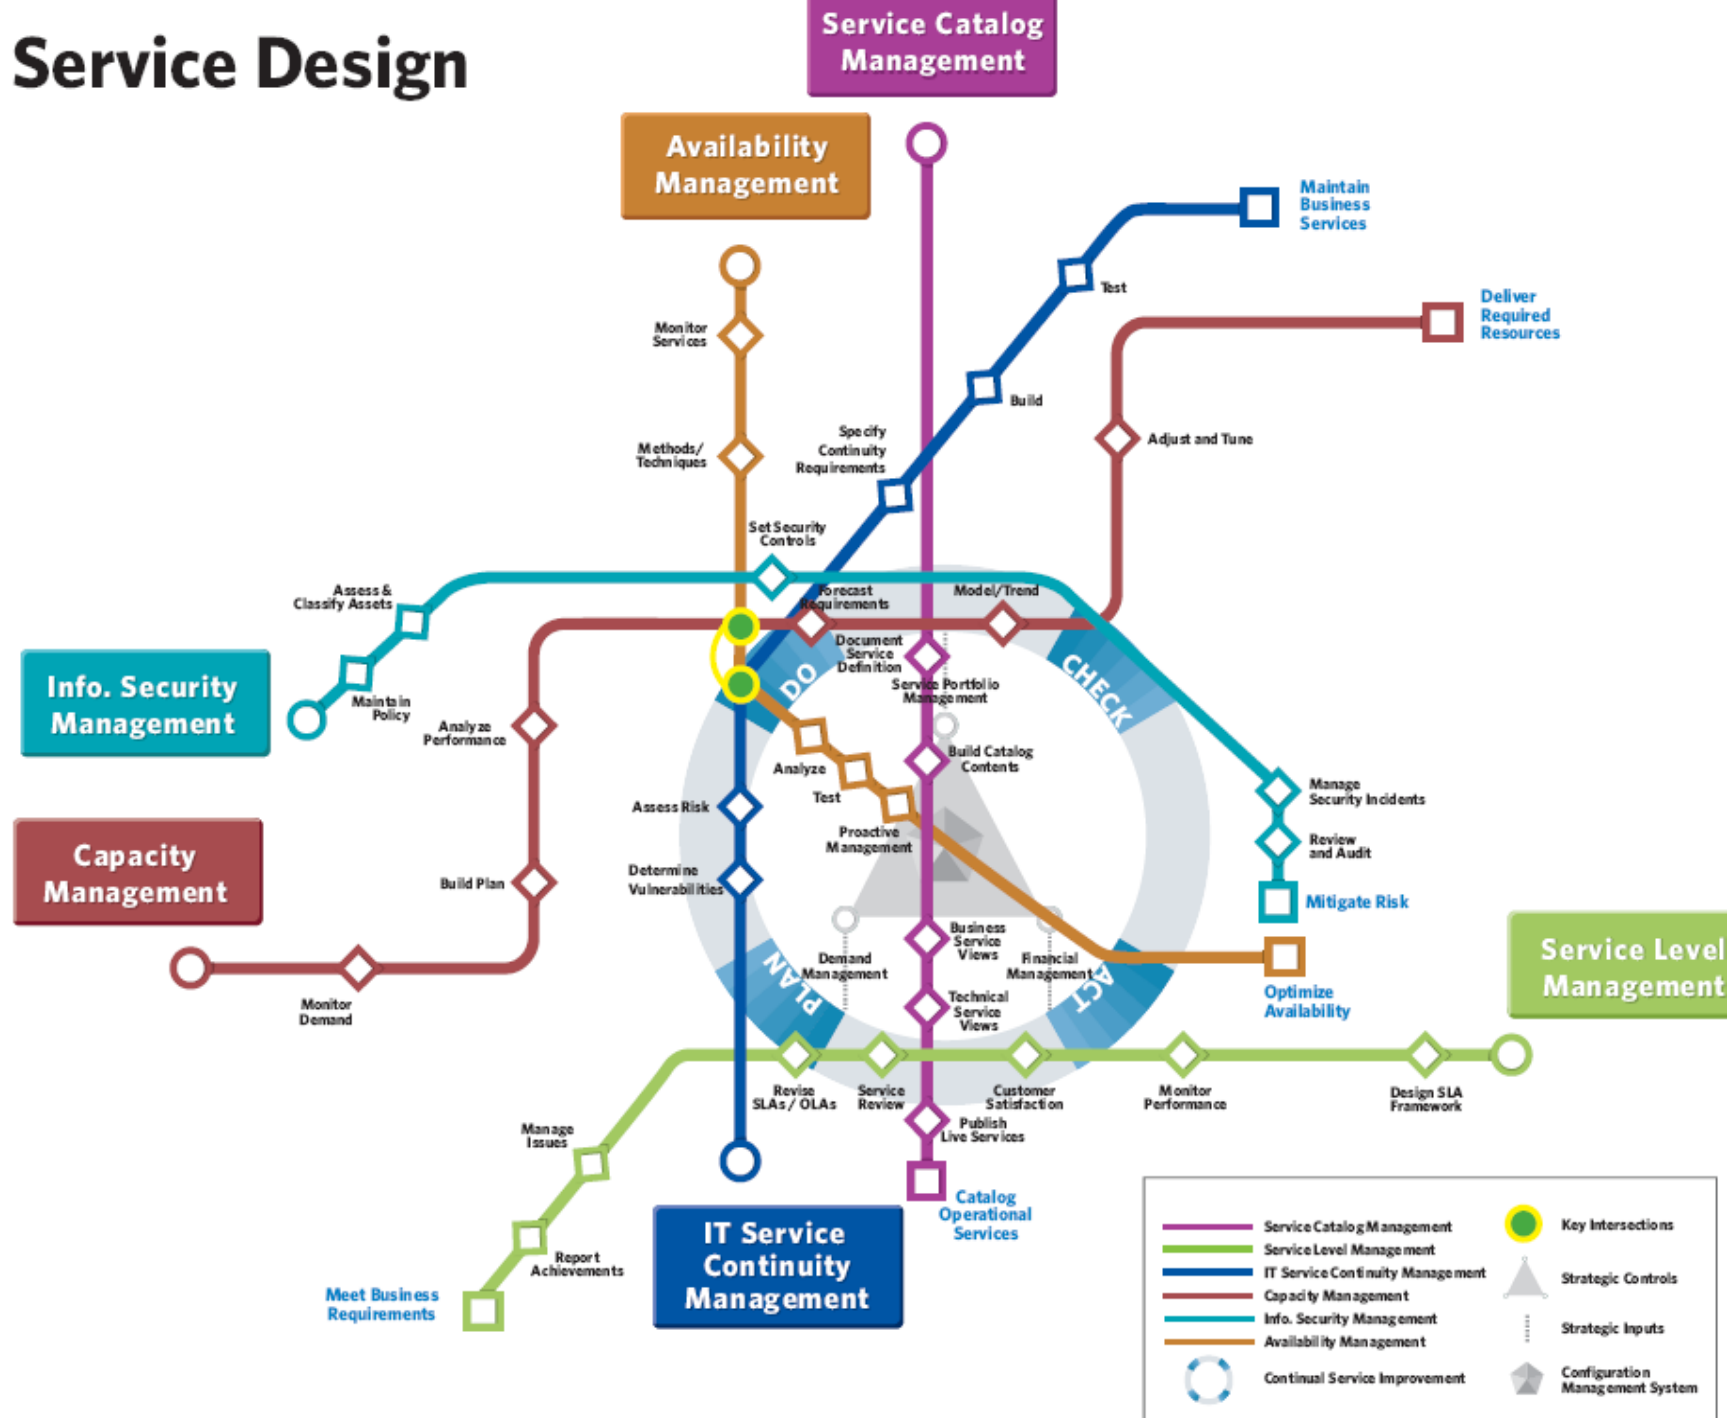 Service Design
Service Catalog
Management
Availability
Management
Maintain
Business
Services
Test
Deliver
Required
Resources
Monitor
Services
Build
Adjust and Tune
Methods/
Techniques
Specify
Continuity
Requirements
Set Security
Controls
Assess &
Classify Assets
Forecast
Requirements
Model/Trend
Document
Service
Definition
DO
CHECK
Service Portfolio
Management
Info. Security
Management
Maintain
Policy
Analyze
Performance
Build Catalog
Contents
Analyze
Test
Manage
Security Incidents
Assess Risk
Proactive
Management
Review
and Audit
Capacity
Management
Build Plan
Determine
Vulnerabilities
Mitigate Risk
Business
Service
Views
Service Level
Management
Demand
Management
Financial
Management
PLAN
ACT
Optimize
Availability
Monitor
Demand
Technical
Service
Views
Revise
SLAs / OLAs
Service
Review
Customer
Satisfaction
Monitor
Performance
Design SLA
Framework
Manage
Issues
Publish
Live Services
Catalog
Operational
Services
IT Service
Continuity
Management
Report
Achievements
Meet Business
Requirements
Service Catalog Management
Service Level Management
IT Service Continuity Management
Capacity Management
Info. Security Management
Availability Management
Continual Service Improvement
Key Intersections
Strategic Controls
Strategic Inputs
Configuration
Management System